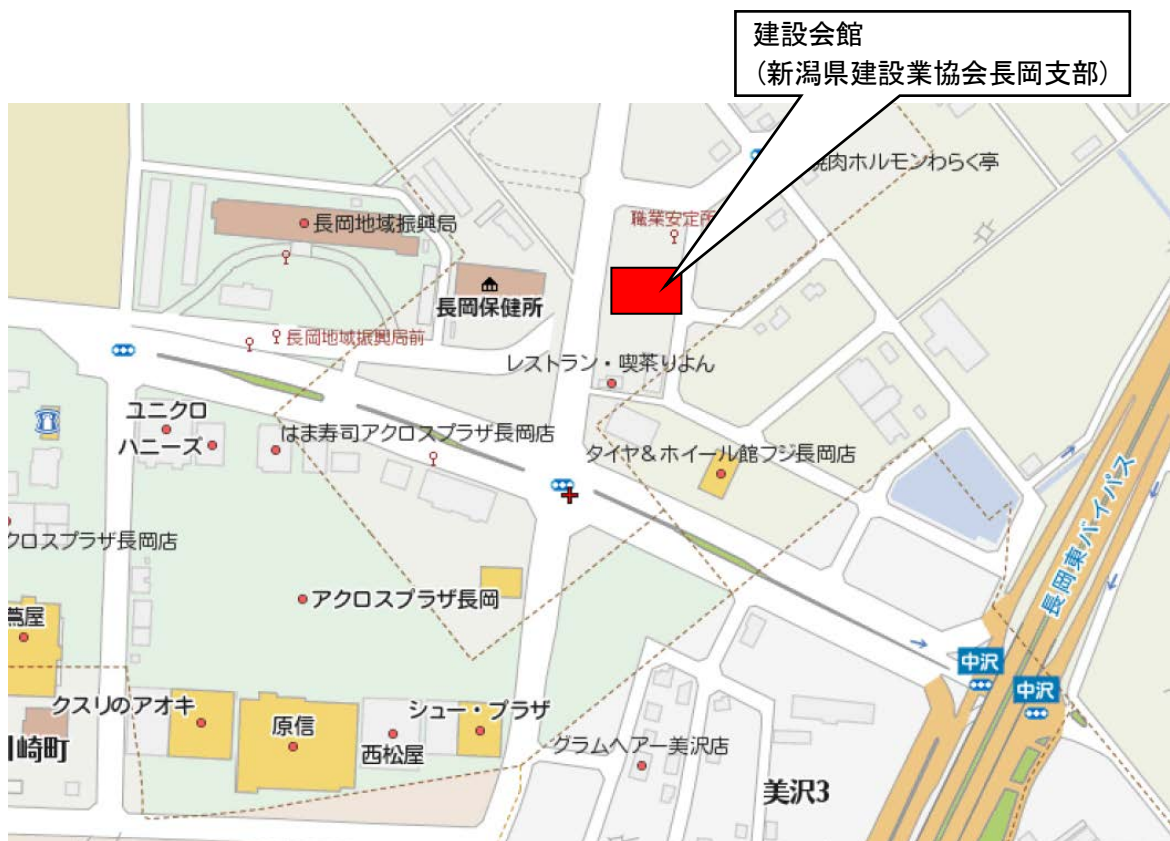 建設会館
(新潟県建設業協会長岡支部)
焼肉ホルモンわらく亭
職業安定所
長岡地域振興局
長岡保健所
長岡地域振興局前
レストラン・喫茶りよん
ユニクロ
ハニーズ
はま寿司アクロスプラザ長岡店
タイヤ&ホイール館フジ長岡店
長岡東バイパス
クロスプラザ長岡店
アクロスプラザ長岡
蔦屋
中沢
中沢
クスリのアオキ
原信
西松屋
シュー・プラザ
グラムヘアー美沢店
川崎町
美沢3